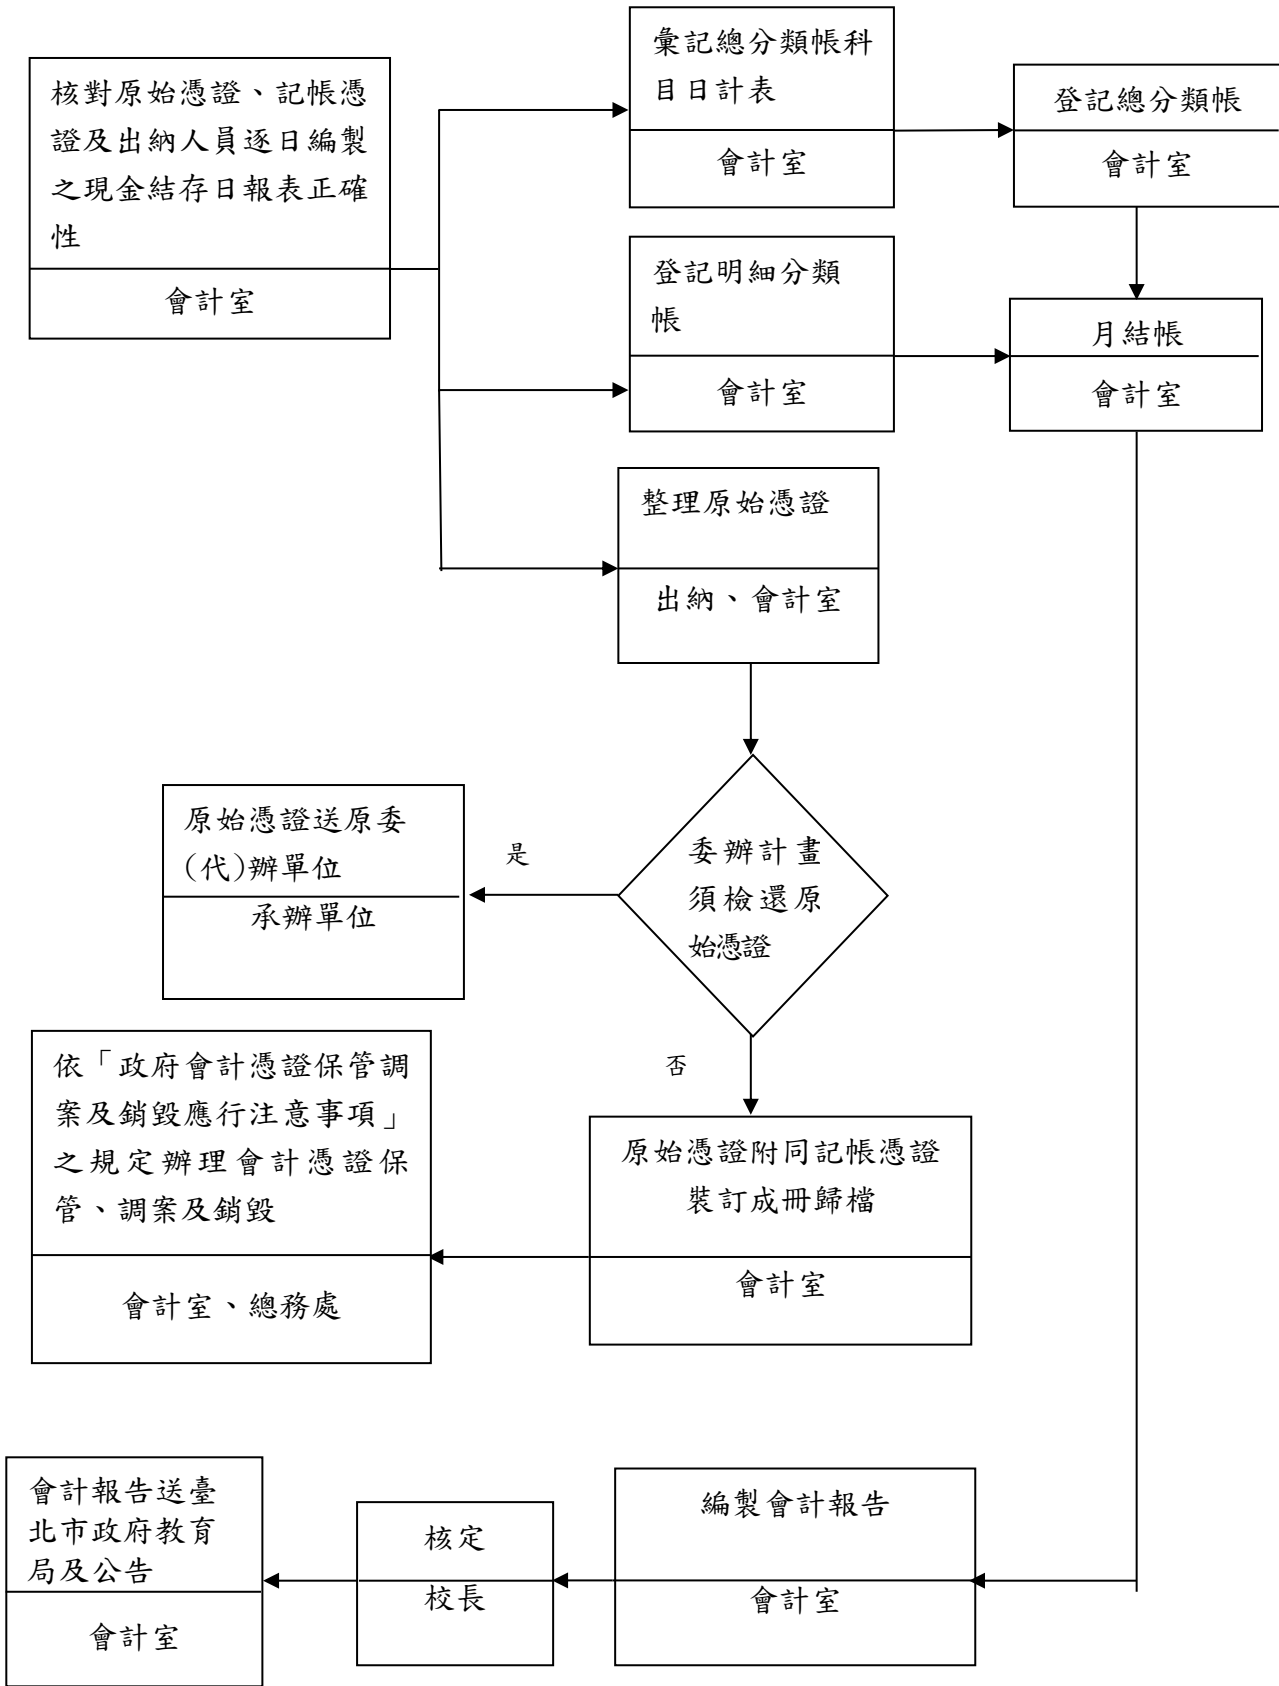 核對原始憑證、記帳憑
證及出納人員逐日編製
之現金結存日報表正確
性
會計室
彙記總分類帳科
目日計表
會計室
登記總分類帳
會計室
登記明細分類
帳
會計室
月結帳
會計室
整理原始憑證
出納、會計室
委辦計畫
須檢還原
始憑證
是
原始憑證送原委
(代)辦單位
承辦單位
否
原始憑證附同記帳憑證
裝訂成冊歸檔
會計室
依「政府會計憑證保管調
案及銷毀應行注意事項」
之規定辦理會計憑證保
管、調案及銷毀
會計室、總務處
編製會計報告
會計室
核定
校長
會計報告送臺
北市政府教育
局及公告
會計室